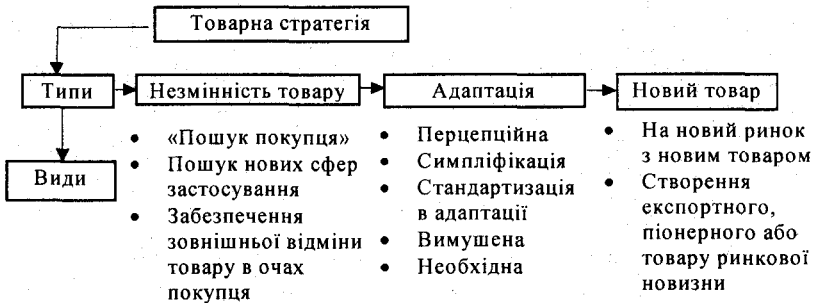 Товарна стратегія
Типи
Незмінність товару
Адаптація
Новий товар
Види
• «Пошук покупця»
• Пошук нових сфер
застосування
• Забезпечення
зовнішньої відміни
товару в очах
покупця
• Перцепційна
• Симпліфікація
• Стандартизація
в адаптації
• Вимушена
• Необхідна
• На новий ринок
з новим товаром
• Створення
експортного,
піонерного або
товару ринкової
новизни